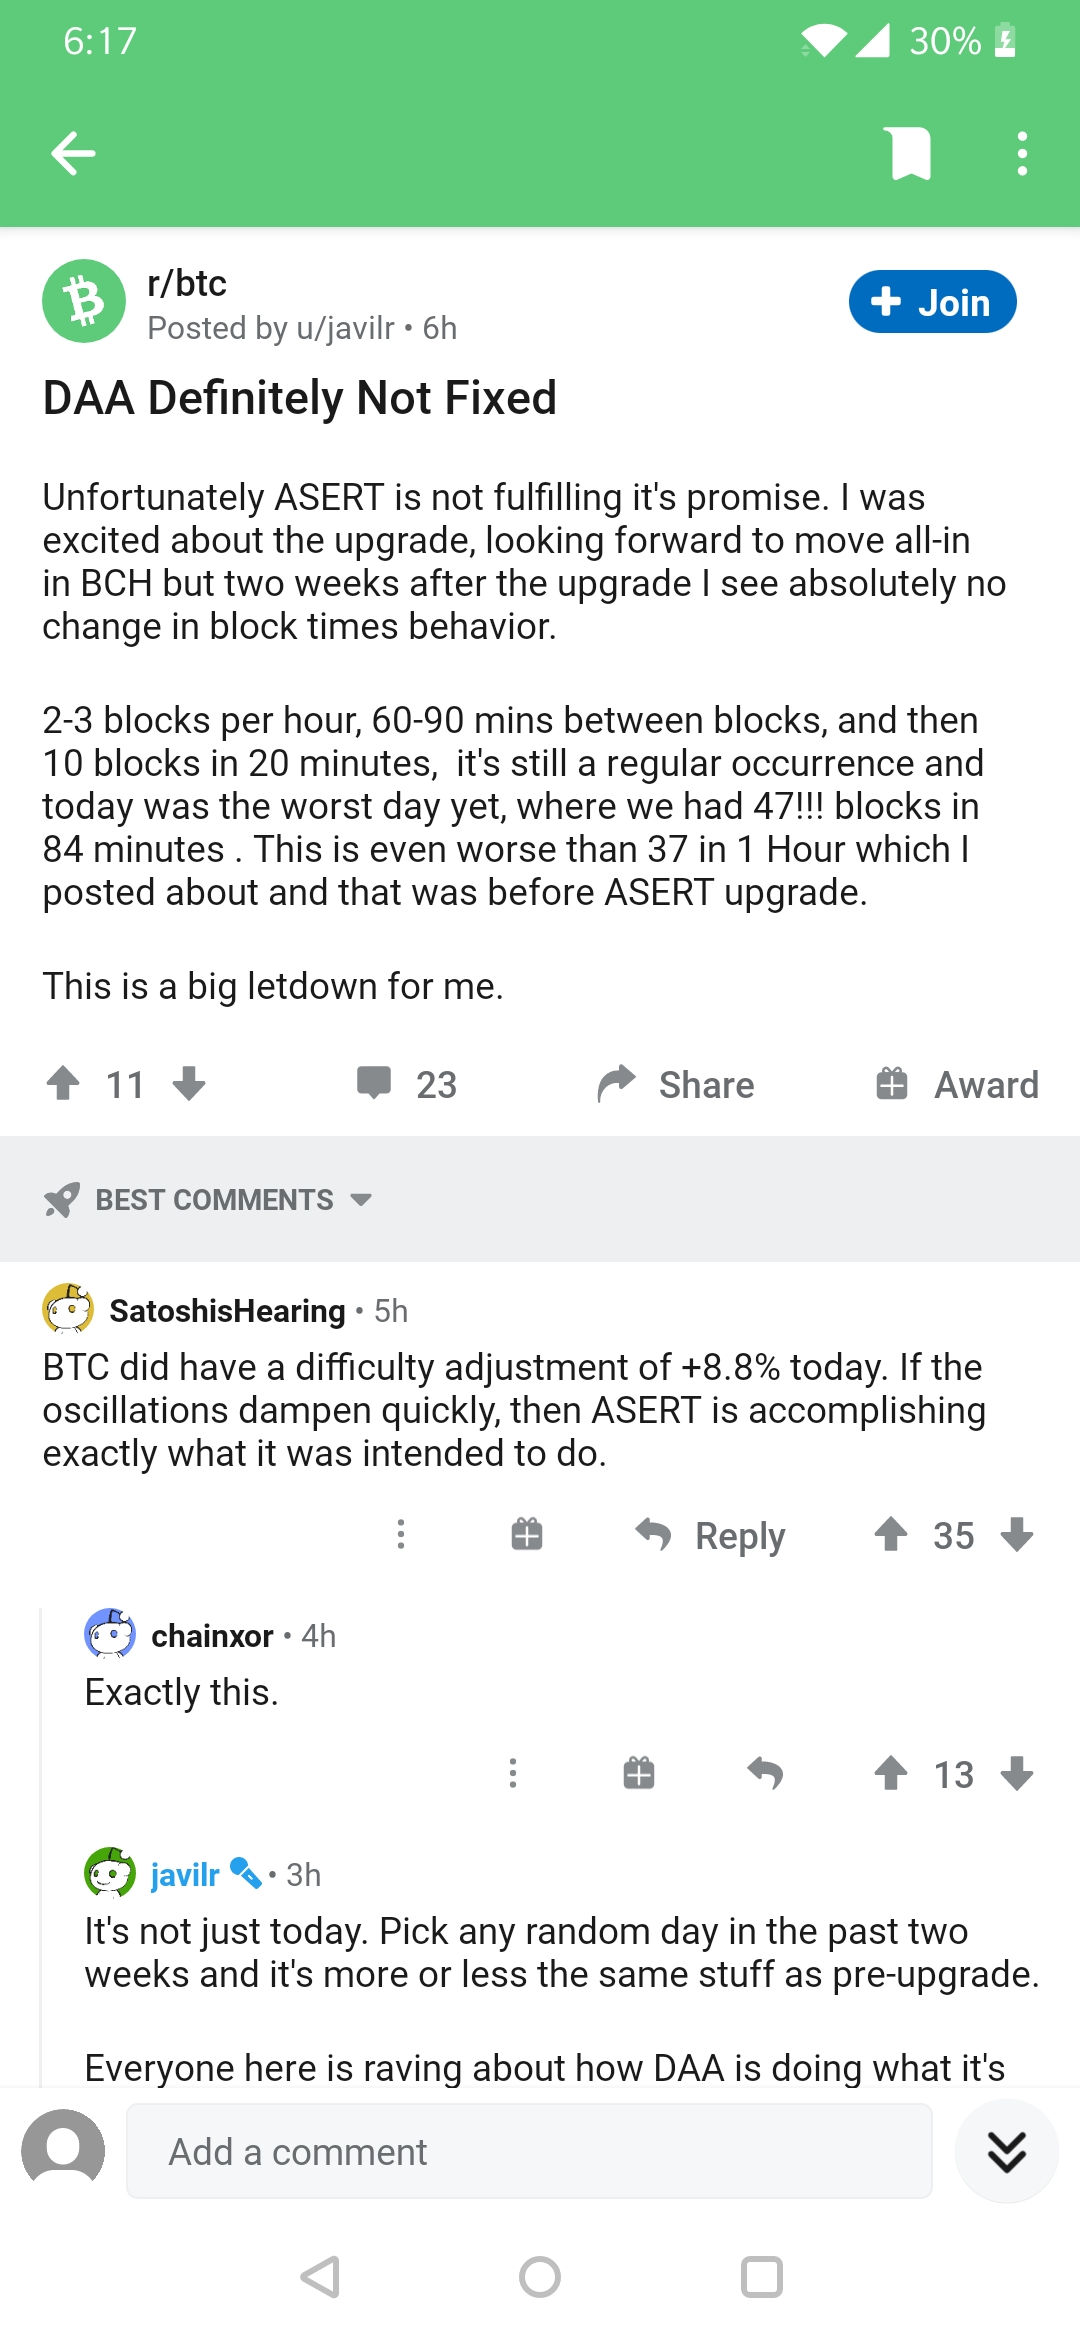 6:17
30%
r/btc
Posted by u/javilr • 6h
Join
DAA Definitely Not Fixed
Unfortunately ASERT is not fulfilling it's promise. I was
excited about the upgrade, looking forward to move all-in
in BCH but two weeks after the upgrade I see absolutely no
change in block times behavior.
2-3 blocks per hour, 60-90 mins between blocks, and then
10 blocks in 20 minutes,  it's still a regular occurrence and
today was the worst day yet, where we had 47!!! blocks in
84 minutes . This is even worse than 37 in 1 Hour which I
posted about and that was before ASERT upgrade.
This is a big letdown for me.
11
23
Share
Award
BEST COMMENTS
SatoshisHearing • 5h
BTC did have a difficulty adjustment of +8.8% today. If the
oscillations dampen quickly, then ASERT is accomplishing
exactly what it was intended to do.
Reply
35
chainxor • 4h
Exactly this.
13
javilr • 3h
It's not just today. Pick any random day in the past two
weeks and it's more or less the same stuff as pre-upgrade.
Everyone here is raving about how DAA is doing what it's
Add a comment